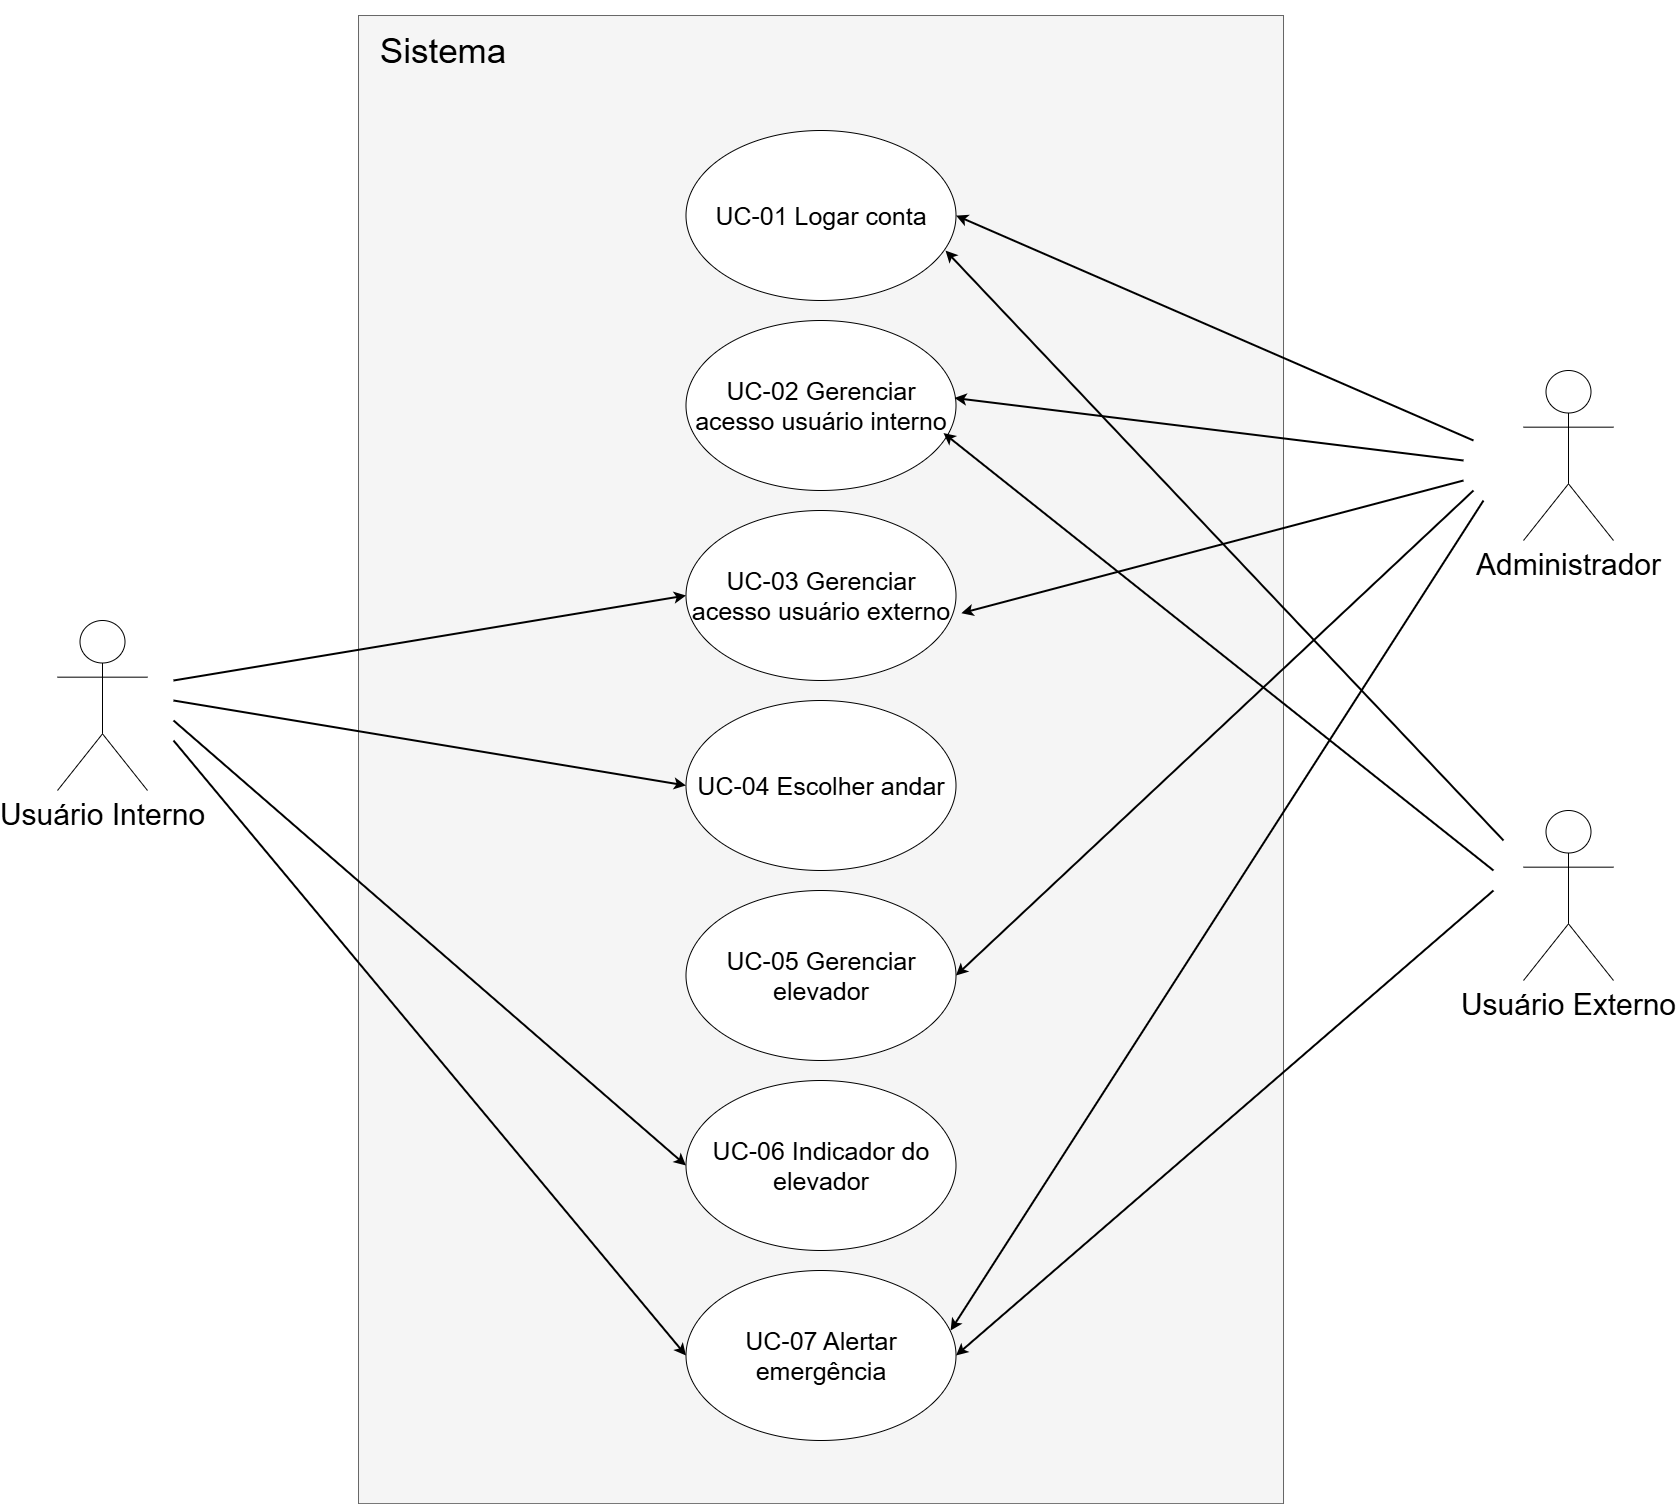 Sistema
UC-01 Logar conta
UC-02 Gerenciar
acesso usuário interno
UC-03 Gerenciar
acesso usuário externo
Administrador
UC-04 Escolher andar
Usuário Interno
UC-05 Gerenciar
elevador
Usuário Externo
UC-06 Indicador do
elevador
UC-07 Alertar
emergência